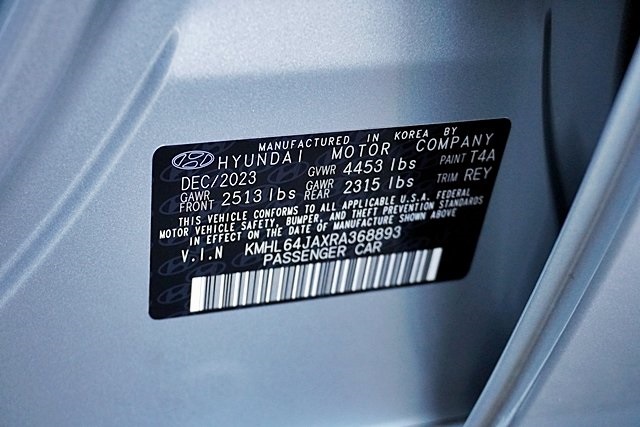 MANUFACTURED IN KOREA BY
HYUNDAI MOTOR COMPANY
DEC/2023 GVWR 4453 lbs PAINT T4A
GAWR FRONT 2513 lbs GAWR REAR 2315 lbs TRIM REY
THIS VEHICLE CONFORMS TO ALL APPLICABLE U.S.A. FEDERAL
MOTOR VEHICLE SAFETY, BUMPER, AND THEFT PREVENTION STANDARDS
IN EFFECT ON THE DATE OF MANUFACTURE SHOWN ABOVE
V.I.N KMHL64JAXRA368893
PASSENGER CAR